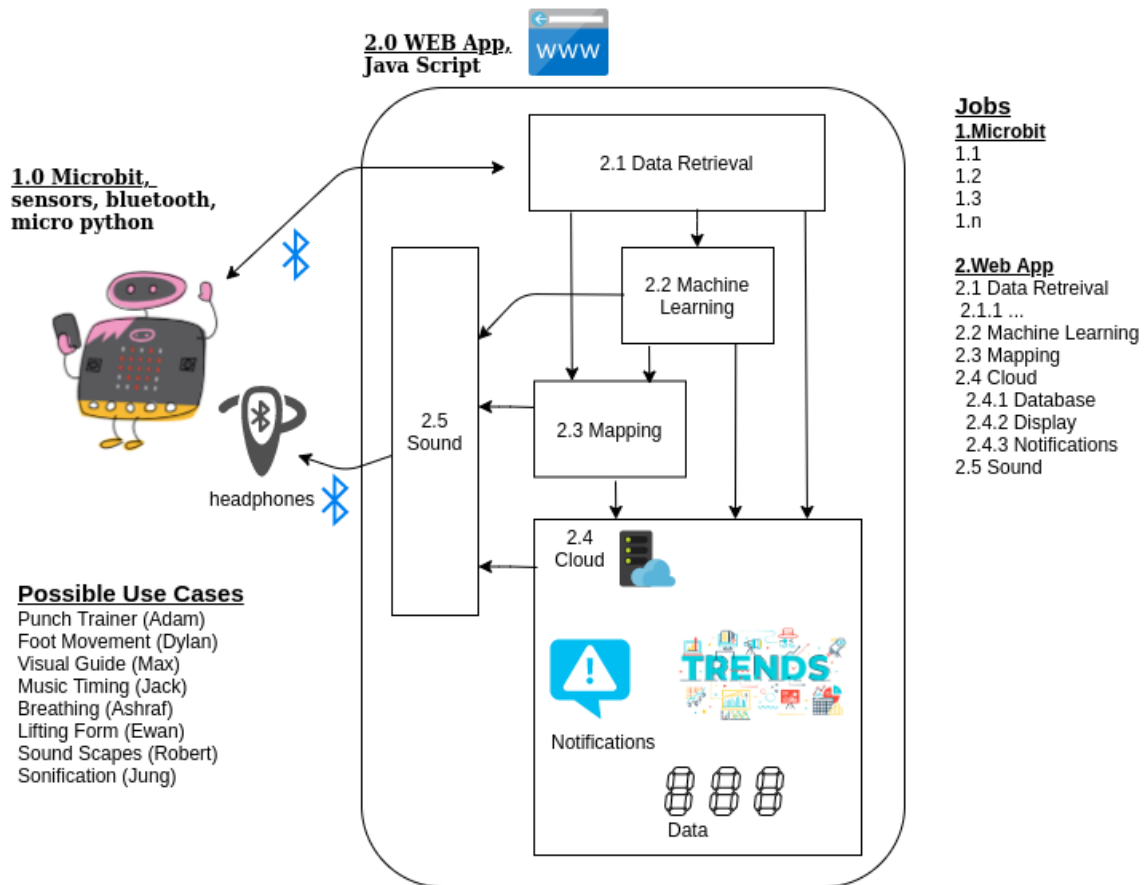 2.0 WEB App,
Java Script
WWW
1.0 Microbit,
sensors, bluetooth,
micro python
2.1 Data Retrieval
2.2 Machine
Learning
2.3 Mapping
2.5
Sound
headphones
2.4
Cloud
TRENDS
Notifications
888
Data
Jobs
1.Microbit
1.1
1.2
1.3
1.n
2.Web App
2.1 Data Retreival
2.1.1 ...
2.2 Machine Learning
2.3 Mapping
2.4 Cloud
2.4.1 Database
2.4.2 Display
2.4.3 Notifications
2.5 Sound
Possible Use Cases
Punch Trainer (Adam)
Foot Movement (Dylan)
Visual Guide (Max)
Music Timing (Jack)
Breathing (Ashraf)
Lifting Form (Ewan)
Sound Scapes (Robert)
Sonification (Jung)